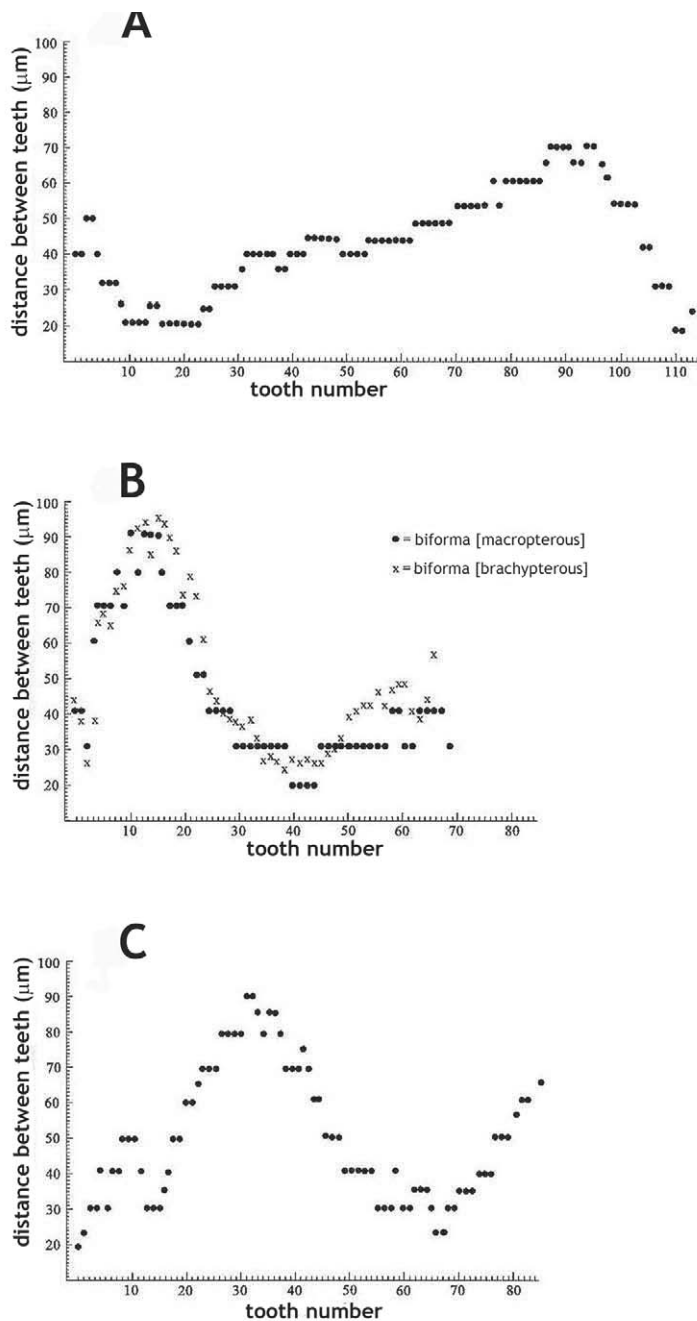 A
distance between teeth (μm)
100
90
80
70
60
50
40
30
20
10 20 30 40 50 60 70 80 90 100 110
tooth number
B
distance between teeth (μm)
100
90
80
70
60
50
40
30
20
● = biforma [macropterous]
x = biforma [brachypterous]
10 20 30 40 50 60 70 80
tooth number
C
distance between teeth (μm)
100
90
80
70
60
50
40
30
20
10 20 30 40 50 60 70 80
tooth number